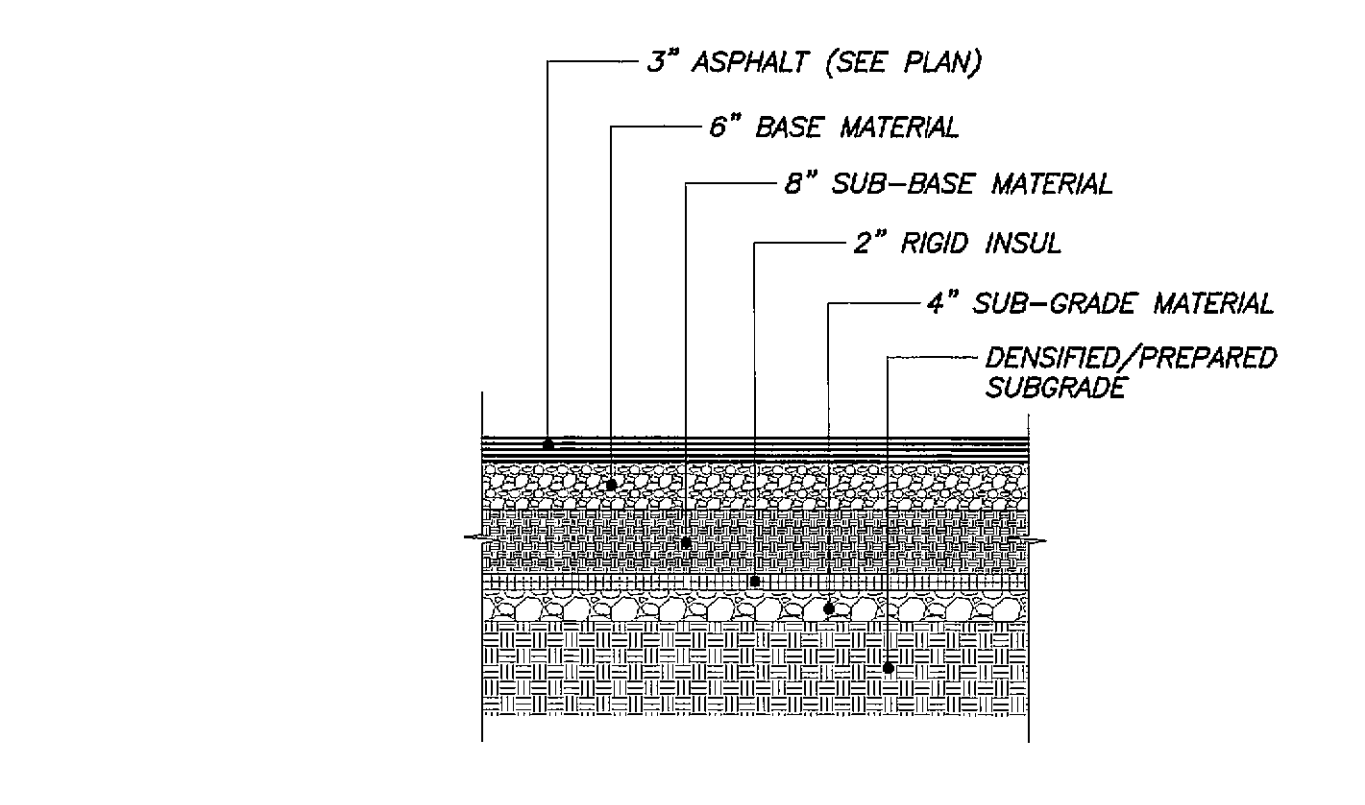 3" ASPHALT (SEE PLAN)
6" BASE MATERIAL
8" SUB-BASE MATERIAL
2" RIGID INSUL
4" SUB-GRADE MATERIAL
DENSIFIED/PREPARED
SUBGRADE